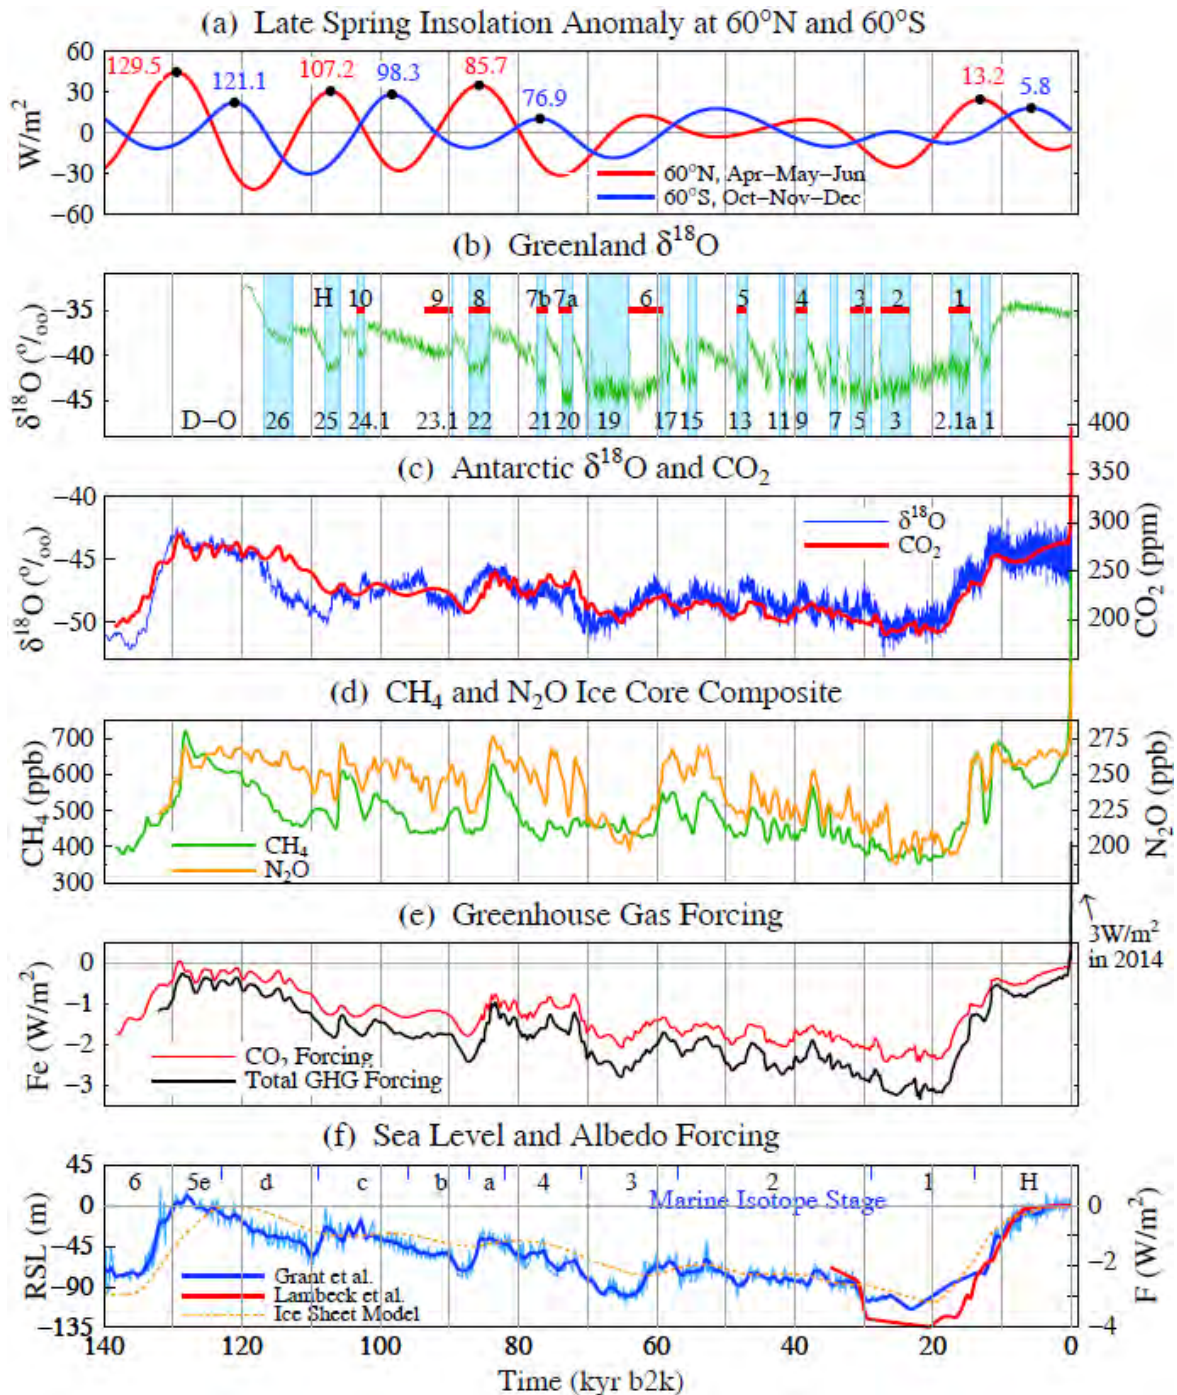 (a) Late Spring Insolation Anomaly at 60°N and 60°S
60
30
0
−30
−60
W/m²
129.5
121.1
107.2
98.3
85.7
76.9
13.2
5.8
60°N, Apr−May−Jun
60°S, Oct−Nov−Dec
(b) Greenland δ¹⁸O
−35
−40
−45
δ¹⁸O (⁰/₀₀)
H 10 9 8 7b 7a 6 5 4 3 2 1
D−O 26 25 24.1 23.1 22 21 20 19 17 15 13 11 9 7 5 3 2.1a 1
(c) Antarctic δ¹⁸O and CO₂
−40
−45
−50
δ¹⁸O (⁰/₀₀)
δ¹⁸O
CO₂
400
350
300
250
200
CO₂ (ppm)
(d) CH₄ and N₂O Ice Core Composite
700
600
500
400
300
CH₄ (ppb)
CH₄
N₂O
275
250
225
200
N₂O (ppb)
(e) Greenhouse Gas Forcing
0
−1
−2
−3
Fe (W/m²)
CO₂ Forcing
Total GHG Forcing
3W/m²
in 2014
(f) Sea Level and Albedo Forcing
45
0
−45
−90
−135
RSL (m)
6 5e d c b a 4 3 2 1 H
Marine Isotope Stage
Grant et al.
Lambeck et al.
Ice Sheet Model
0
−2
−4
F (W/m²)
140 120 100 80 60 40 20 0
Time (kyr b2k)